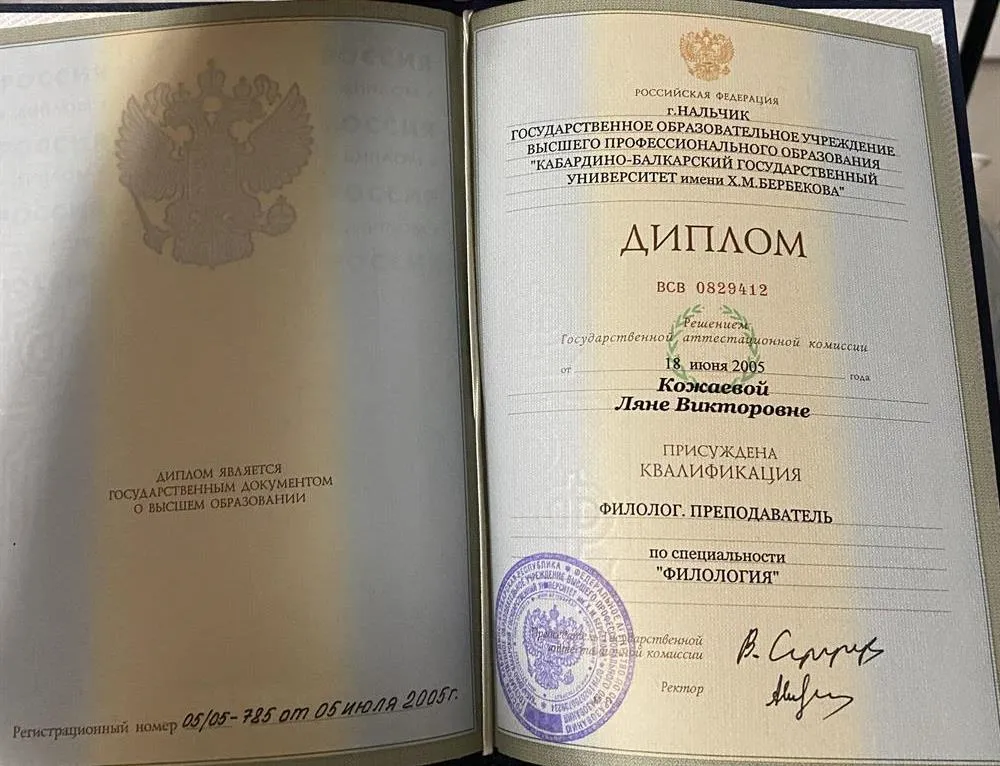 ДИПЛОМ ЯВЛЯЕТСЯ
ГОСУДАРСТВЕННЫМ ДОКУМЕНТОМ
О ВЫСШЕМ ОБРАЗОВАНИИ
Регистрационный номер 05/05-785 от 05 июля 2005г.
РОССИЙСКАЯ ФЕДЕРАЦИЯ
г.НАЛЬЧИК
ГОСУДАРСТВЕННОЕ ОБРАЗОВАТЕЛЬНОЕ УЧРЕЖДЕНИЕ
ВЫСШЕГО ПРОФЕССИОНАЛЬНОГО ОБРАЗОВАНИЯ
"КАБАРДИНО-БАЛКАРСКИЙ ГОСУДАРСТВЕННЫЙ
УНИВЕРСИТЕТ имени Х.М.БЕРБЕКОВА"
ДИПЛОМ
ВСВ 0829412
Решением
Государственной аттестационной комиссии
от 18 июня 2005 года
Кожаевой
Ляне Викторовне
ПРИСУЖДЕНА
КВАЛИФИКАЦИЯ
ФИЛОЛОГ. ПРЕПОДАВАТЕЛЬ
по специальности
"ФИЛОЛОГИЯ"
Председатель Государственной
аттестационной комиссии
Ректор